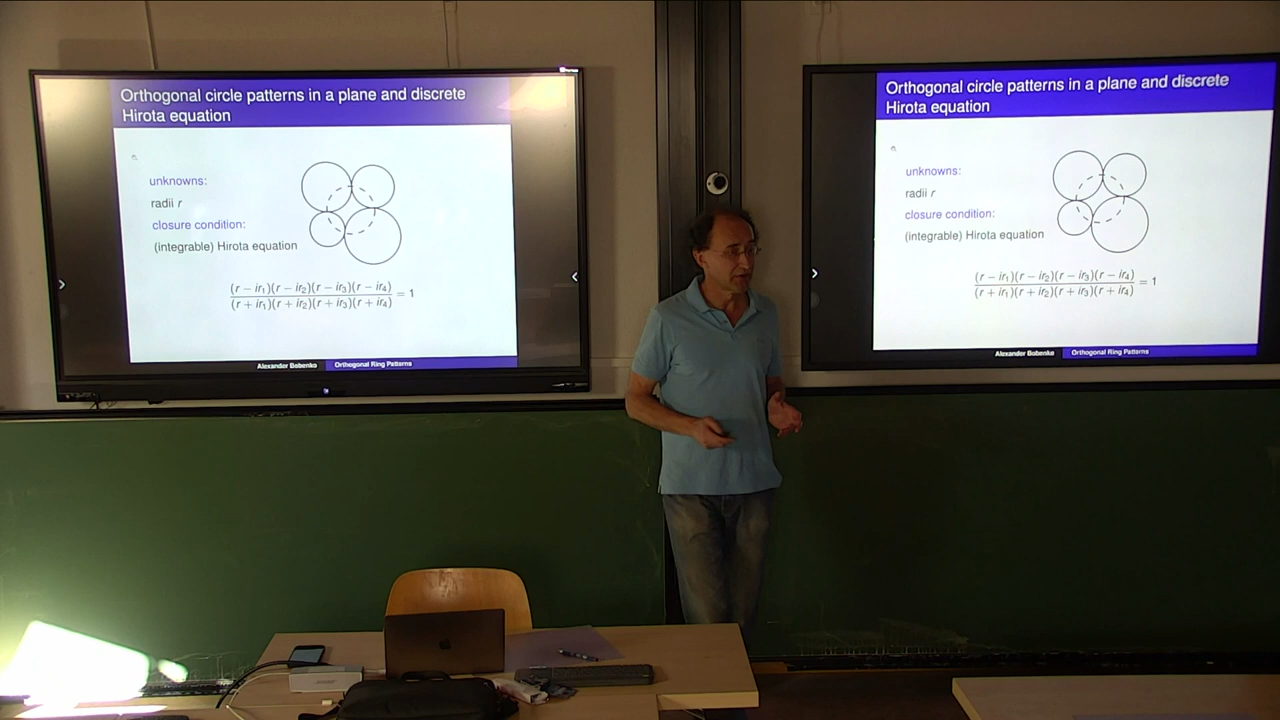 Orthogonal circle patterns in a plane and discrete
Hirota equation
unknowns:
radii r
closure condition:
(integrable) Hirota equation
(r − ir₁)(r − ir₂)(r − ir₃)(r − ir₄)
(r + ir₁)(r + ir₂)(r + ir₃)(r + ir₄) = 1
Alexander Bobenko Orthogonal Ring Patterns
Orthogonal circle patterns in a plane and discrete
Hirota equation
unknowns:
radii r
closure condition:
(integrable) Hirota equation
(r − ir₁)(r − ir₂)(r − ir₃)(r − ir₄)
(r + ir₁)(r + ir₂)(r + ir₃)(r + ir₄) = 1
Alexander Bobenko Orthogonal Ring Patterns